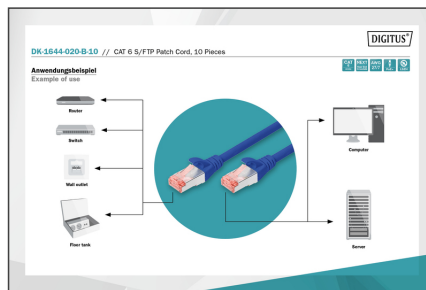 DIGITUS®
DK-1644-020-B-10 // CAT 6 S/FTP Patch Cord, 10 Pieces
Anwendungsbeispiel
Example of use
Router
Switch
Wall outlet
Floor tank
Computer
Server